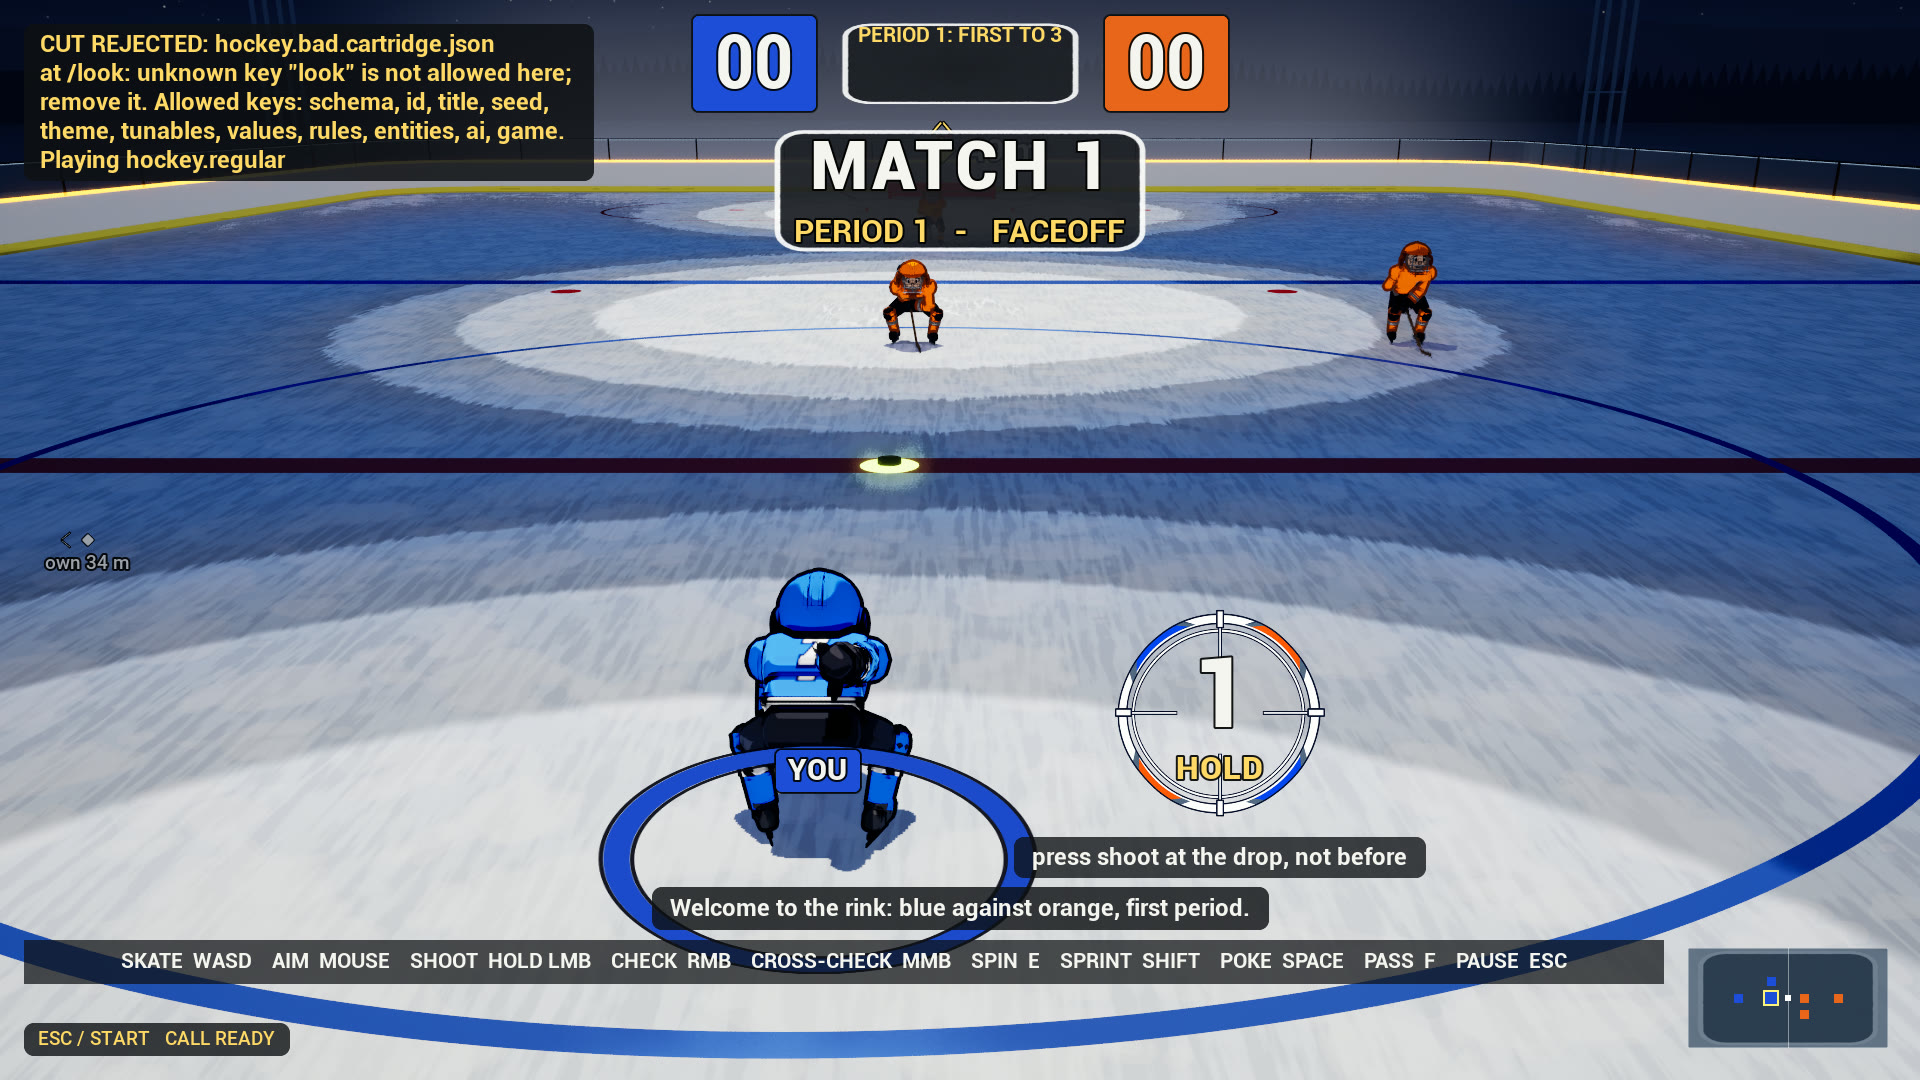 CUT REJECTED: hockey.bad.cartridge.json
at /look: unknown key "look" is not allowed here;
remove it. Allowed keys: schema, id, title, seed,
theme, tunables, values, rules, entities, ai, game.
Playing hockey.regular
00
PERIOD 1: FIRST TO 3
00
MATCH 1
PERIOD 1 - FACEOFF
own 34 m
1
HOLD
YOU
press shoot at the drop, not before
Welcome to the rink: blue against orange, first period.
SKATE WASD AIM MOUSE SHOOT HOLD LMB CHECK RMB CROSS-CHECK MMB SPIN E SPRINT SHIFT POKE SPACE PASS F PAUSE ESC
ESC / START CALL READY